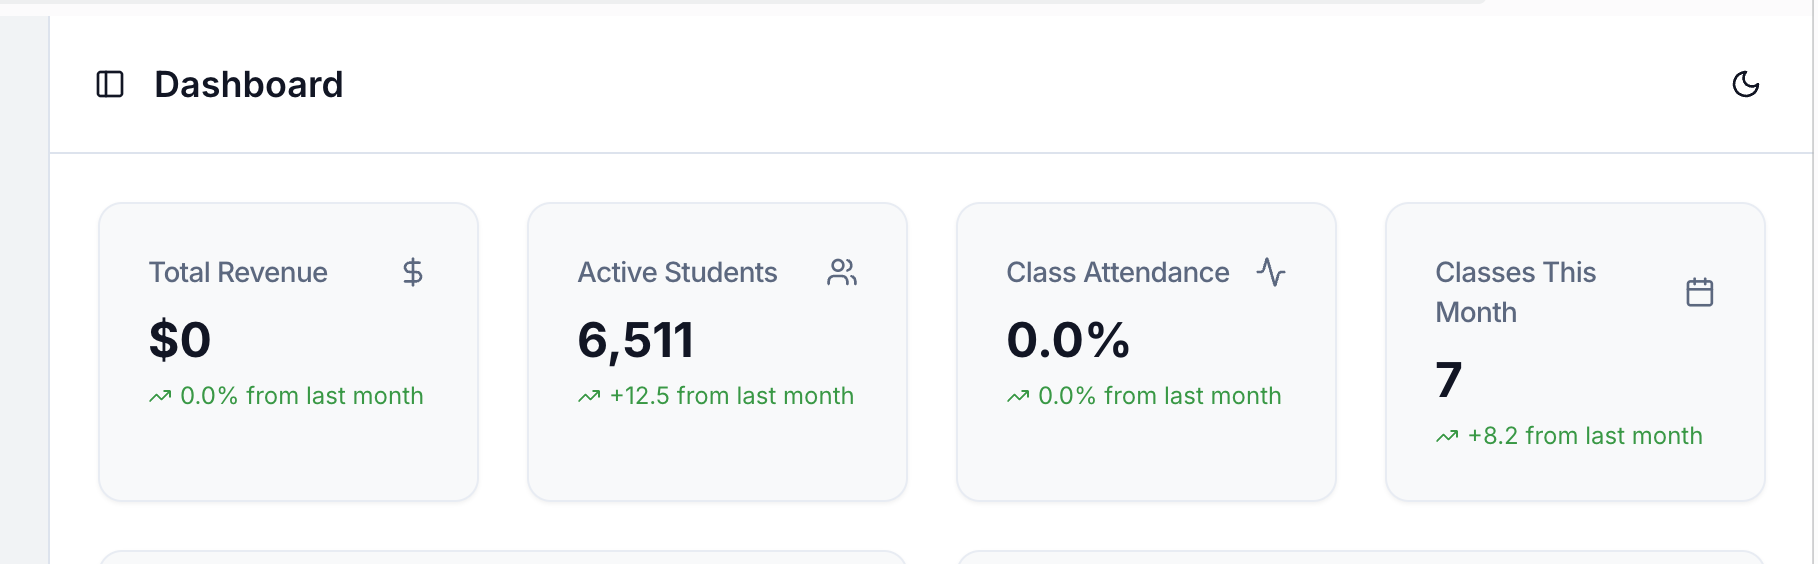 Dashboard
Total Revenue
$0
0.0% from last month
Active Students
6,511
+12.5 from last month
Class Attendance
0.0%
0.0% from last month
Classes This
Month
7
+8.2 from last month